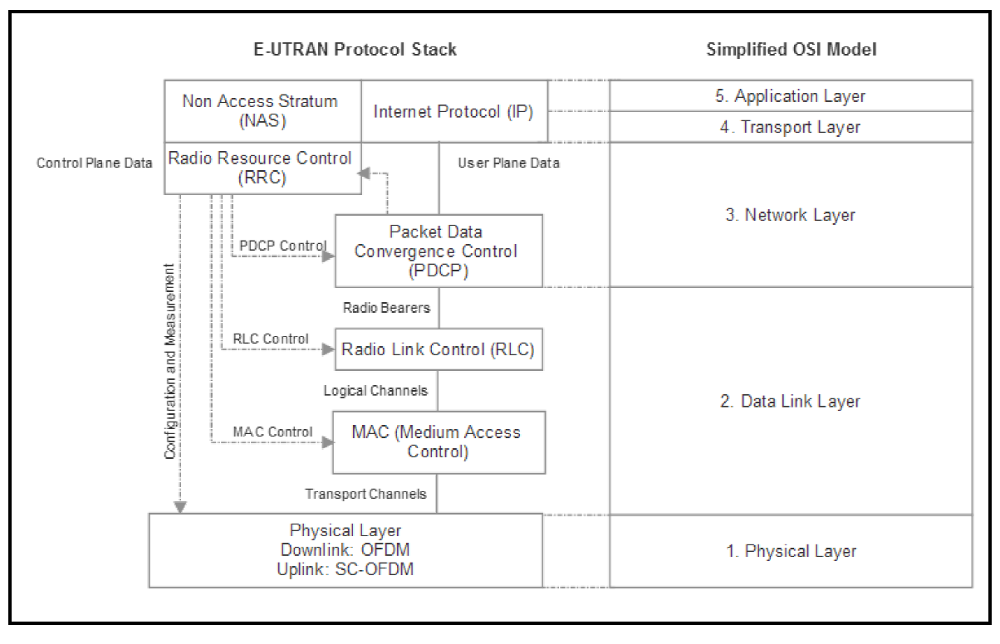 E-UTRAN Protocol Stack
Simplified OSI Model
Non Access Stratum
(NAS)
Internet Protocol (IP)
5. Application Layer
4. Transport Layer
Control Plane Data
Radio Resource Control
(RRC)
User Plane Data
3. Network Layer
PDCP Control
Packet Data
Convergence Control
(PDCP)
Radio Bearers
Configuration and Measurement
RLC Control
Radio Link Control (RLC)
Logical Channels
2. Data Link Layer
MAC Control
MAC (Medium Access
Control)
Transport Channels
Physical Layer
Downlink: OFDM
Uplink: SC-OFDM
1. Physical Layer